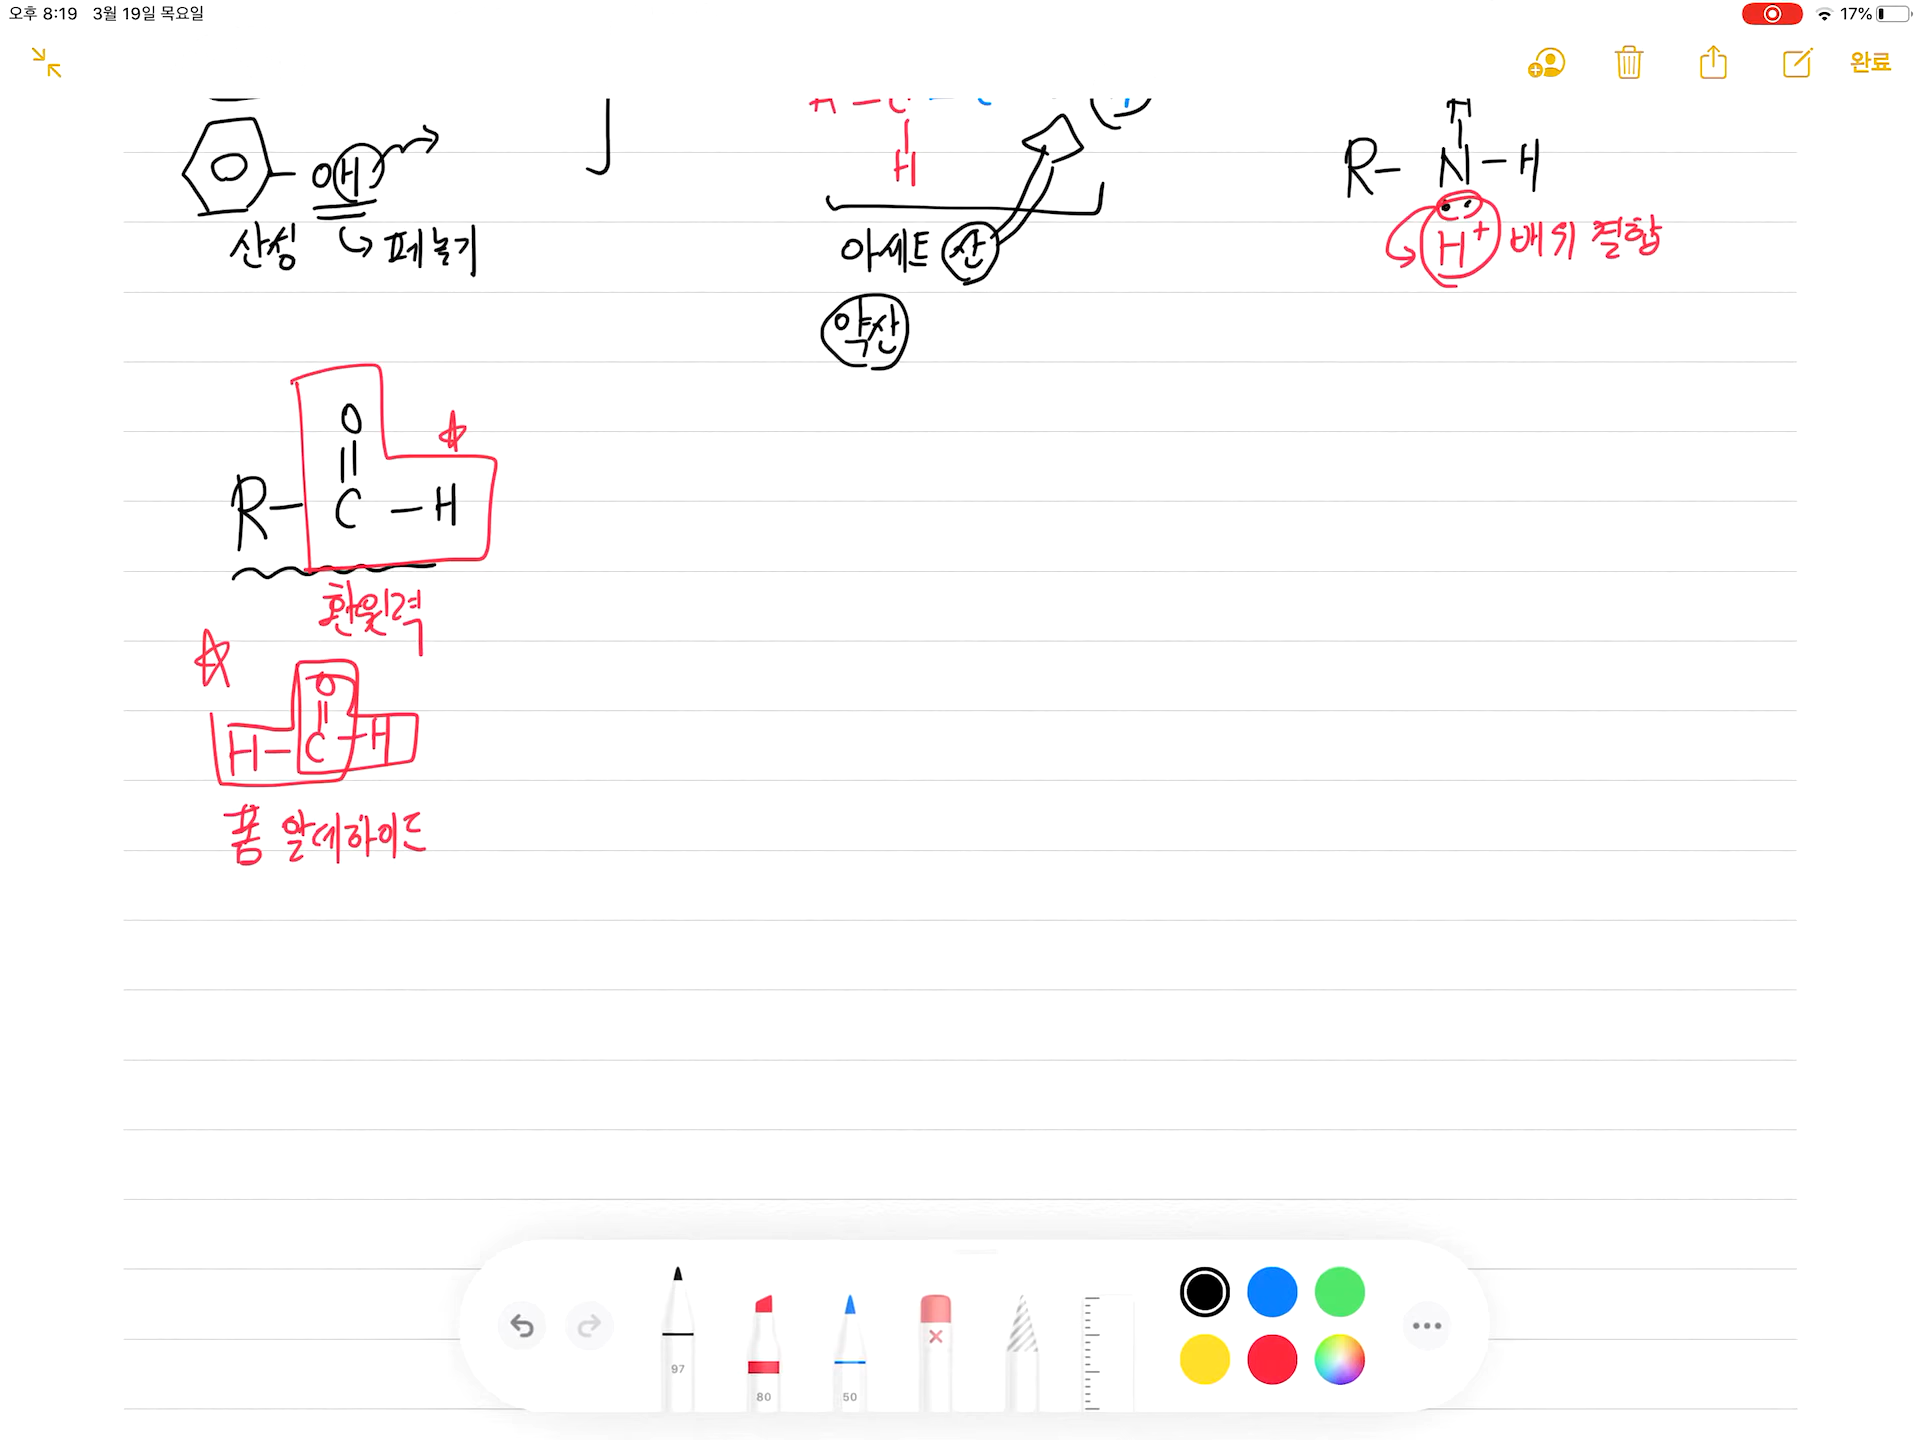 오후 8:19 3월 19일 목요일
17%
완료
OH
산성
페놀기
H
아세트산
약산
H
R-N-H
H+ 배위 결합
O
R-C-H
환원력
O
H-C-H
폼알데하이드
97
80
50